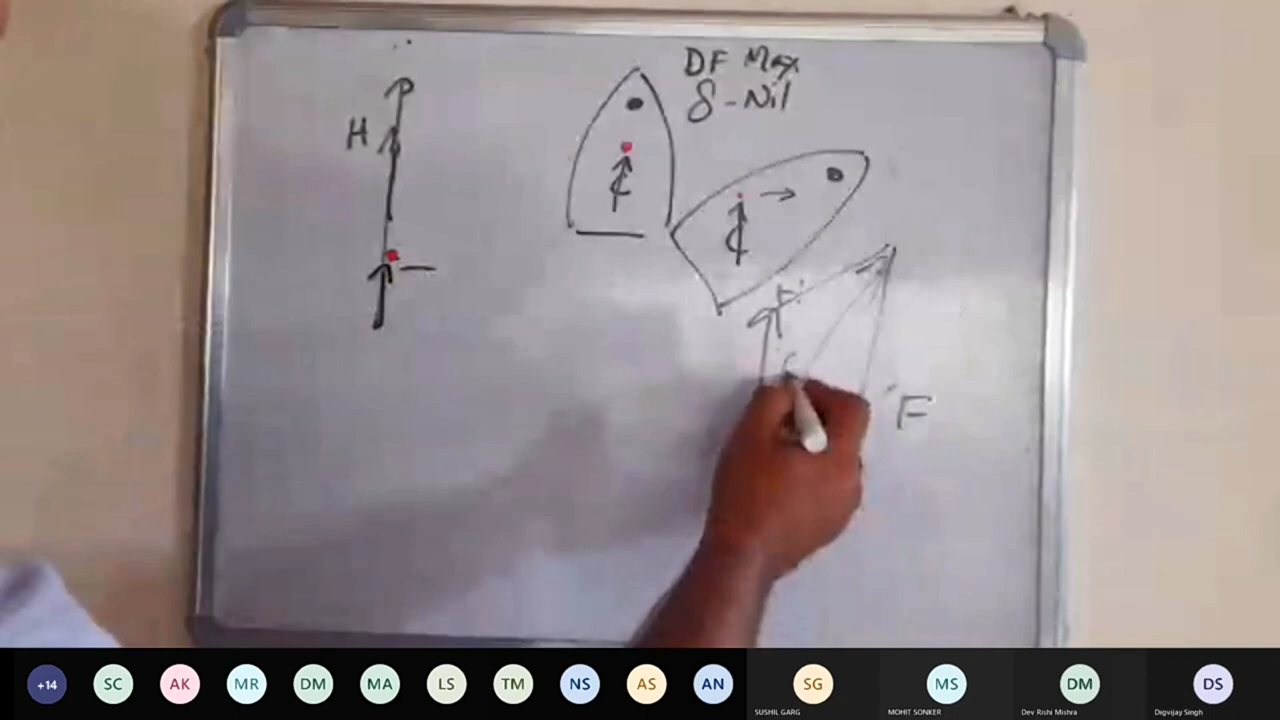 DF Max
δ - Nil
H
F
+14
SC
AK
MR
DM
MA
LS
TM
NS
AS
AN
SG
MS
DM
DS
SUSHIL GARG
MOHIT SONKER
Dev Rishi Mishra
Digvijay Singh